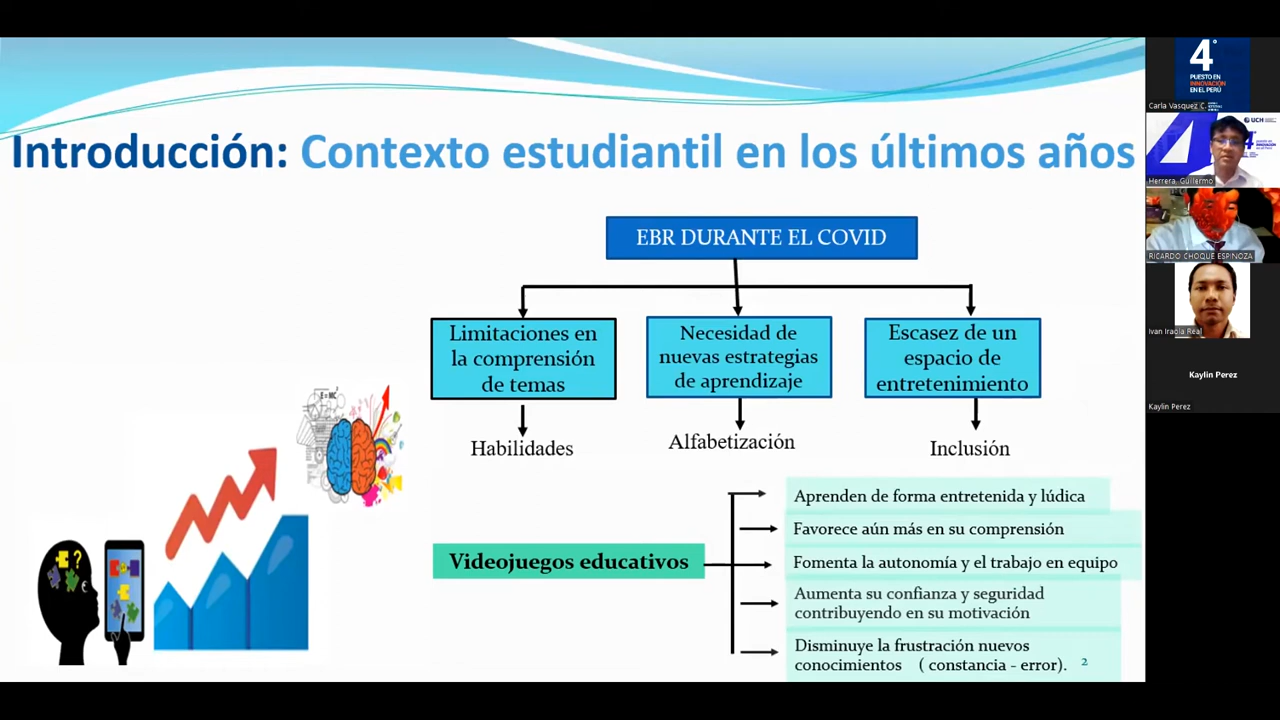 Introducción: Contexto estudiantil en los últimos años
EBR DURANTE EL COVID
Limitaciones en
la comprensión
de temas
Necesidad de
nuevas estrategias
de aprendizaje
Escasez de un
espacio de
entretenimiento
Habilidades
Alfabetización
Inclusión
E = MC
Videojuegos educativos
Aprenden de forma entretenida y lúdica
Favorece aún más en su comprensión
Fomenta la autonomía y el trabajo en equipo
Aumenta su confianza y seguridad
contribuyendo en su motivación
Disminuye la frustración nuevos
conocimientos ( constancia - error).
2
4°
PUESTO EN
INNOVACIÓN
EN EL PERÚ
Carla Vasquez C.
UCH
Herrera, Guillermo
RICARDO CHOQUE ESPINOZA
Ivan Iraola Real
Kaylin Perez
Kaylin Perez